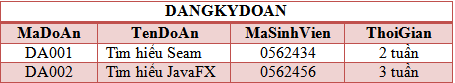 DANGKYDOAN
MaDoAn TenDoAn MaSinhVien ThoiGian
DA001 Tìm hiểu Seam 0562434 2 tuần
DA002 Tìm hiểu JavaFX 0562456 3 tuần